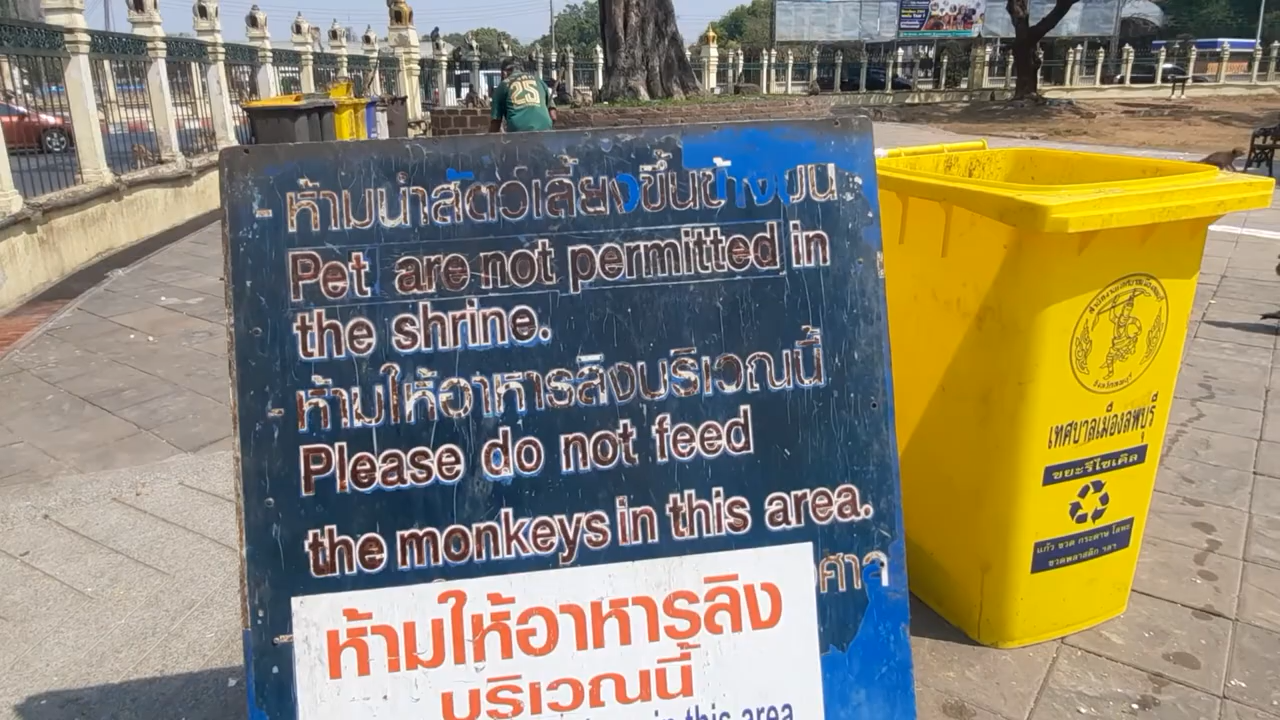 - ห้ามนำสัตว์เลี้ยงขึ้นข้างบน
Pet are not permitted in
the shrine.
- ห้ามให้อาหารลิงบริเวณนี้
Please do not feed
the monkeys in this area.
ศาล
ห้ามให้อาหารลิง
บริเวณนี้
in this area
25
เทศบาลเมืองลพบุรี
ขยะรีไซเคิล
แก้ว ขวด กระดาษ โลหะ
ขวดพลาสติก ฯลฯ